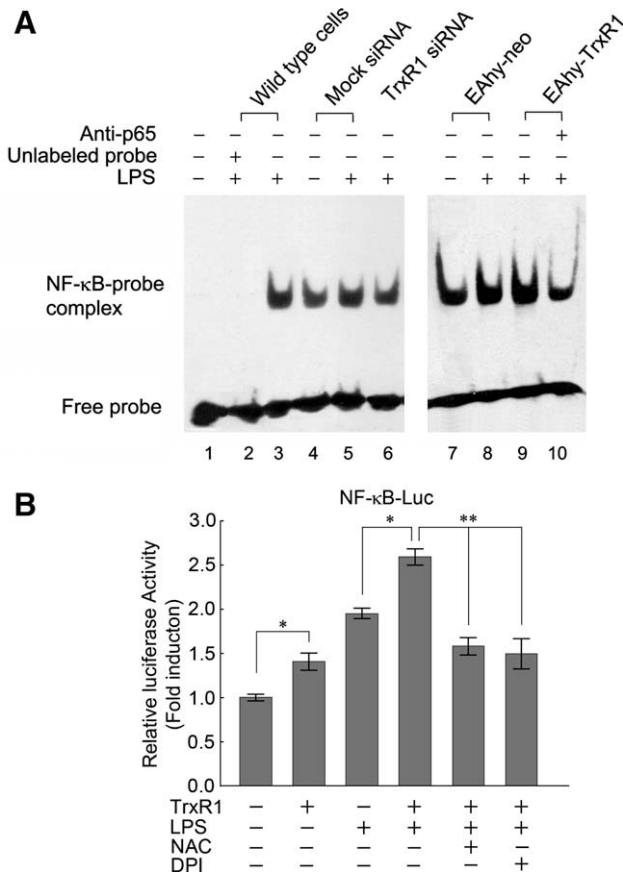 A
Wild type cells
Mock siRNA
TrxR1 siRNA
EAhy-neo
EAhy-TrxR1
Anti-p65 – – – – – – – – – +
Unlabeled probe – + – – – – – – – –
LPS – + + – + + – + + +
NF-κB-probe
complex
Free probe
1 2 3 4 5 6 7 8 9 10
B
NF-κB-Luc
Relative luciferase Activity
(Fold inducton)
3.0
2.5
2.0
1.5
1.0
0.5
0.0
* * **
TrxR1 – + – + + +
LPS – – + + + +
NAC – – – – + –
DPI – – – – – +